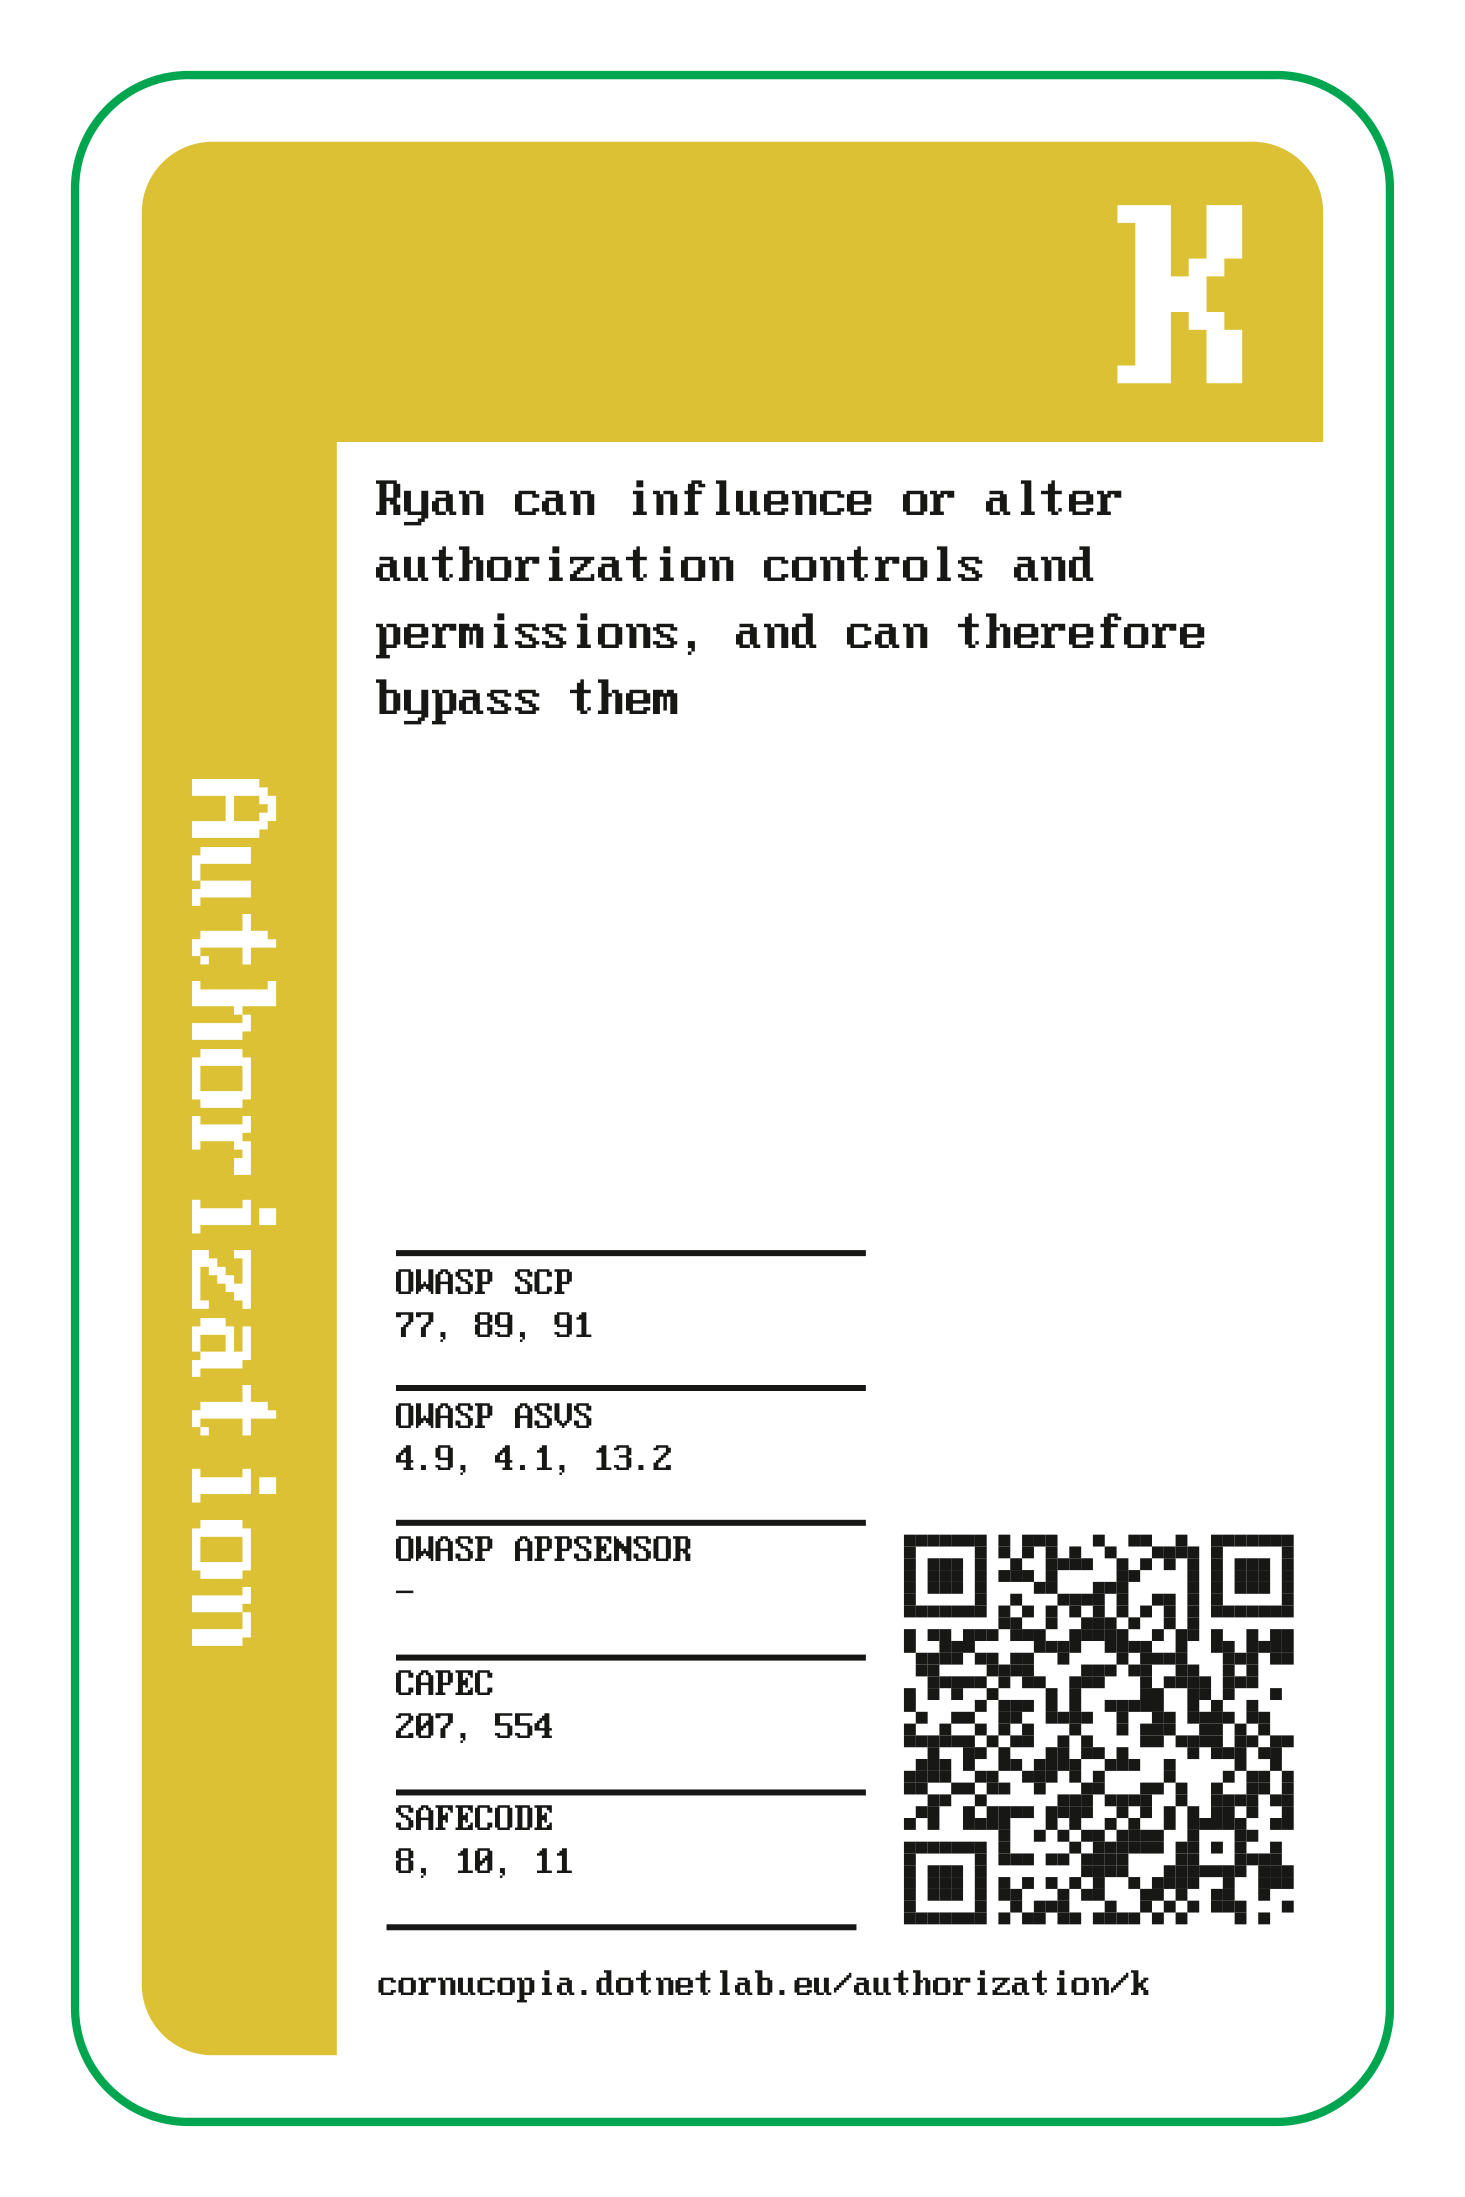 K
Ryan can influence or alter
authorization controls and
permissions, and can therefore
bypass them
Authorization
OWASP SCP
77, 89, 91
OWASP ASVS
4.9, 4.1, 13.2
OWASP APPSENSOR
–
CAPEC
207, 554
SAFECODE
8, 10, 11
cornucopia.dotnetlab.eu/authorization/k